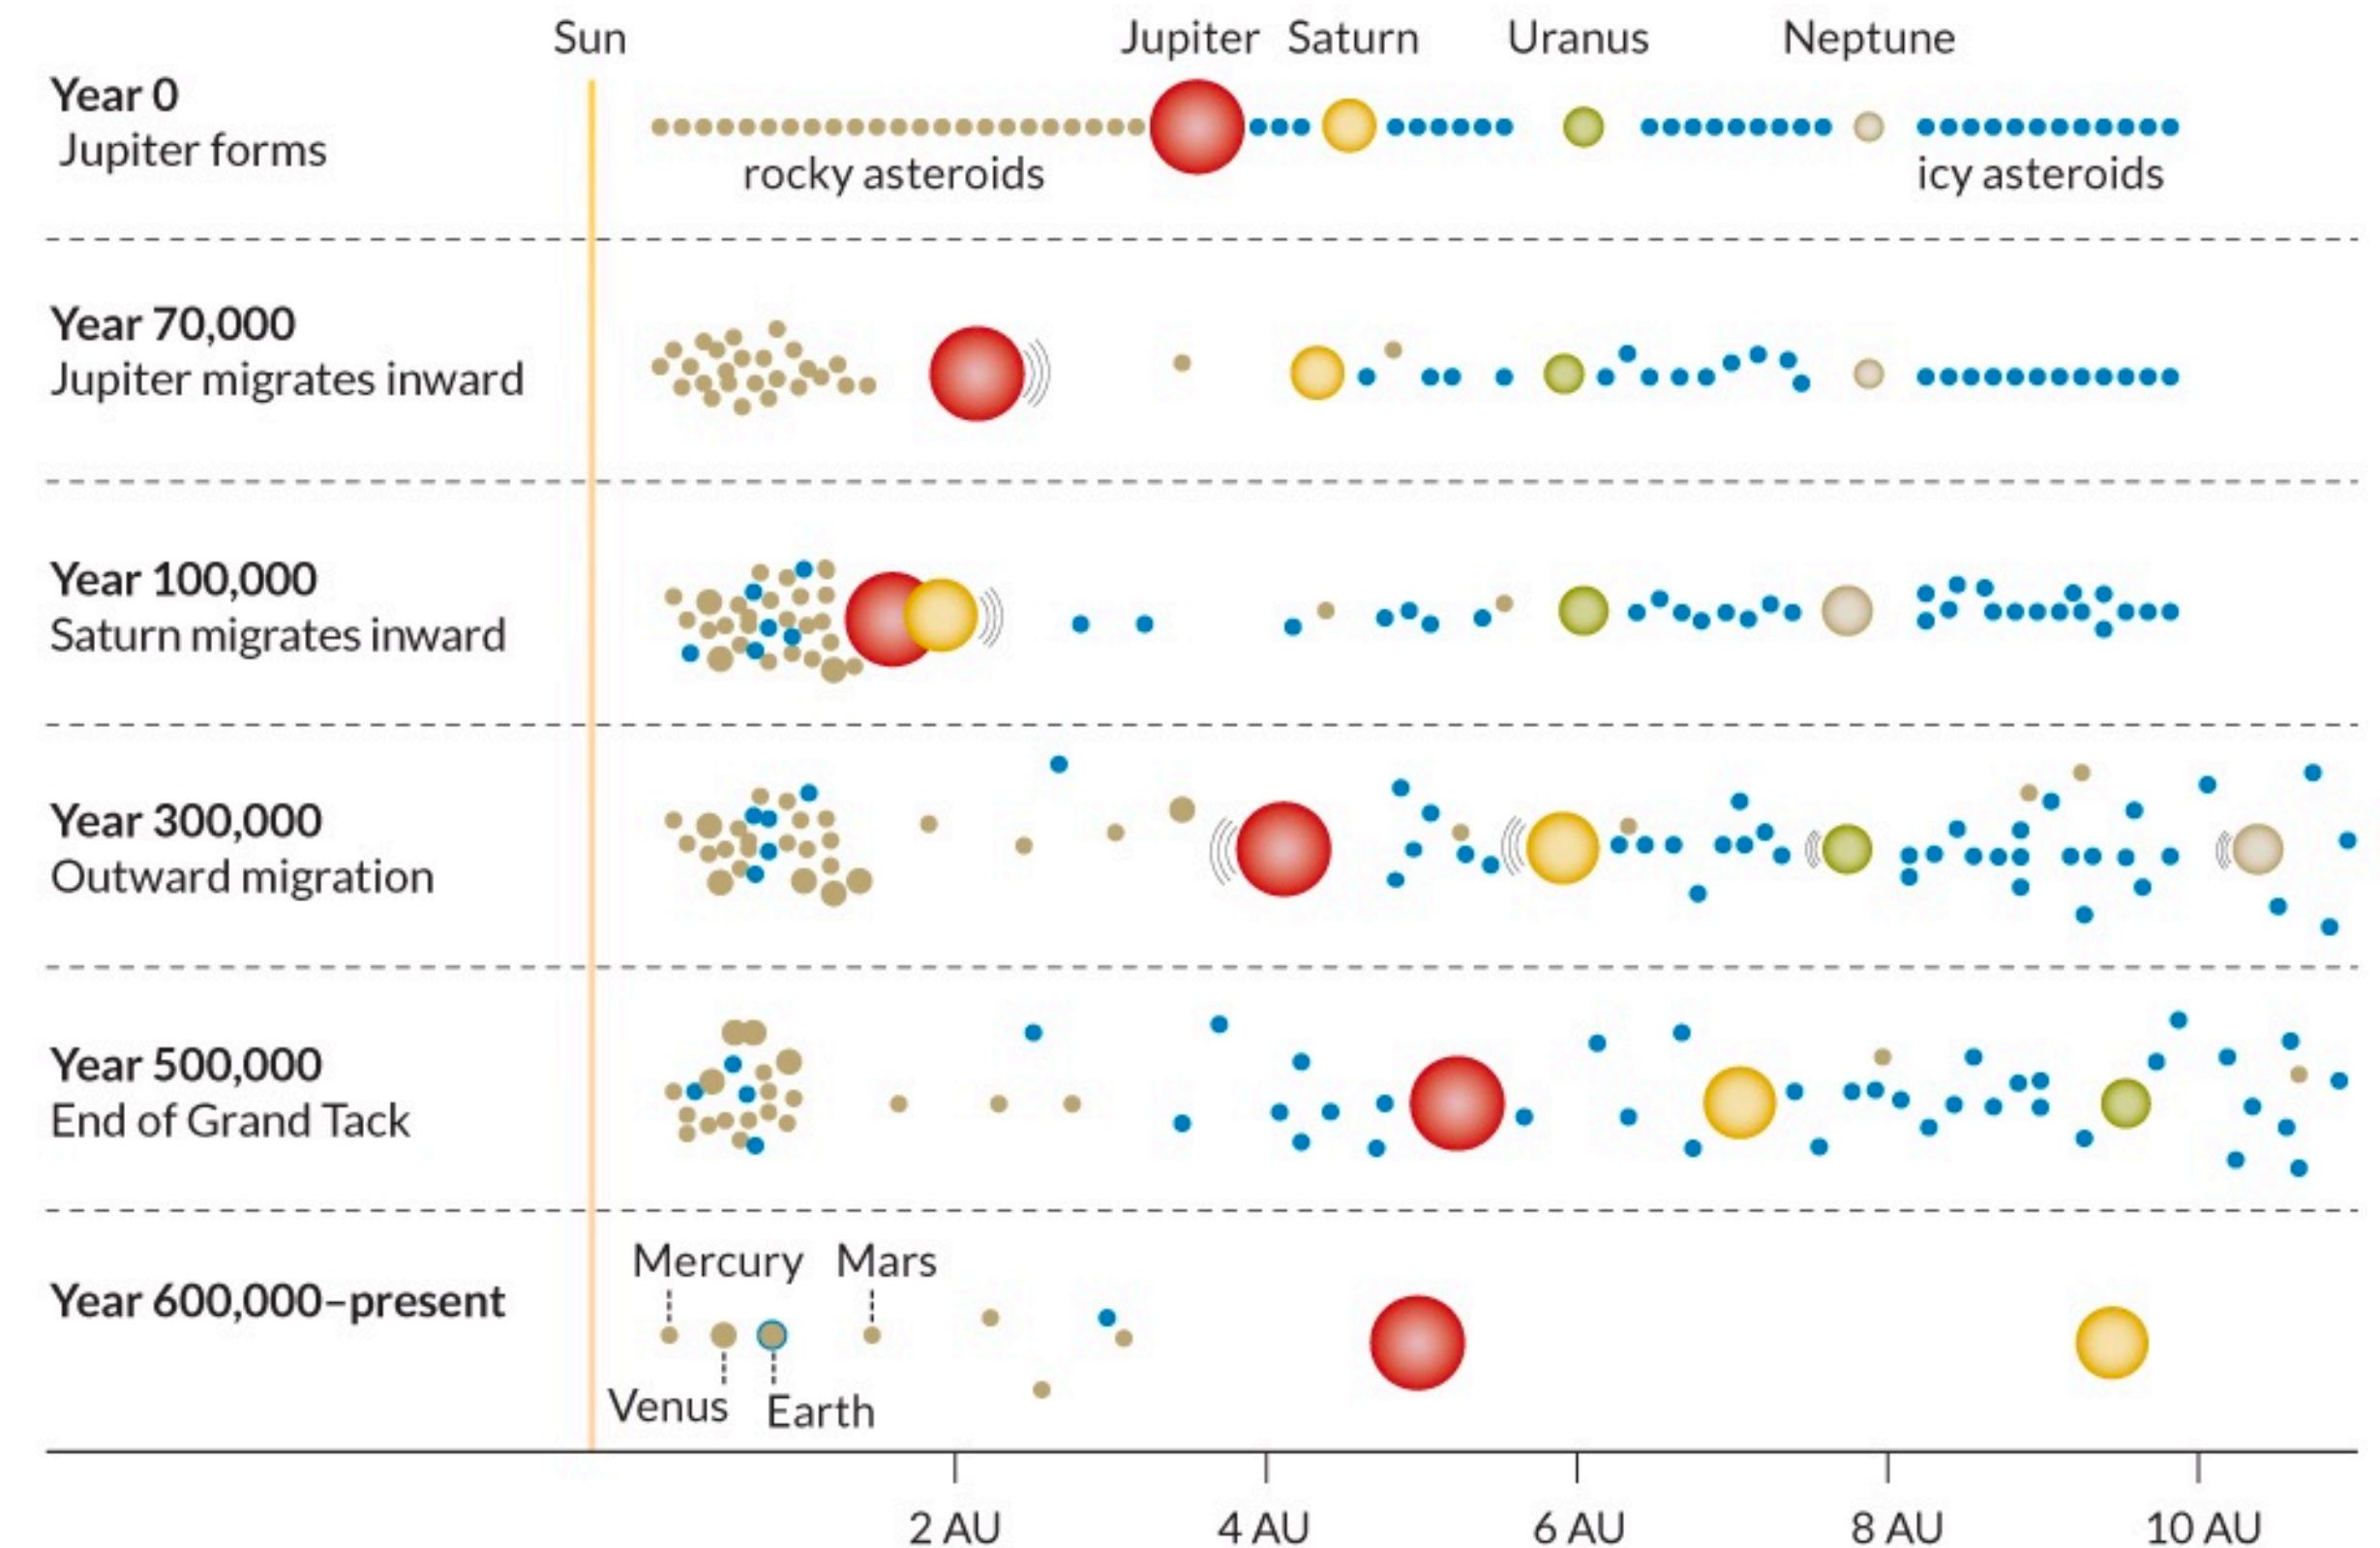 Sun
Jupiter Saturn Uranus Neptune
Year 0
Jupiter forms
rocky asteroids
icy asteroids
Year 70,000
Jupiter migrates inward
Year 100,000
Saturn migrates inward
Year 300,000
Outward migration
Year 500,000
End of Grand Tack
Year 600,000–present
Mercury Mars
Venus Earth
2 AU 4 AU 6 AU 8 AU 10 AU